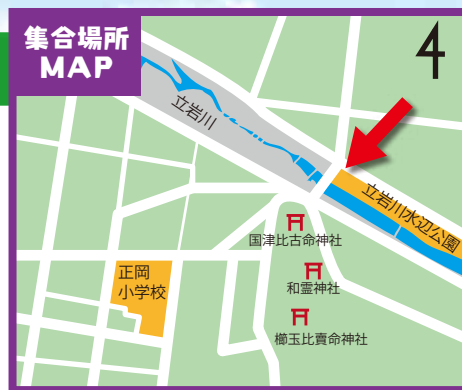 集合場所
MAP
立岩川
立岩川水辺公園
国津比古命神社
正岡
小学校
和霊神社
櫛玉比賣命神社